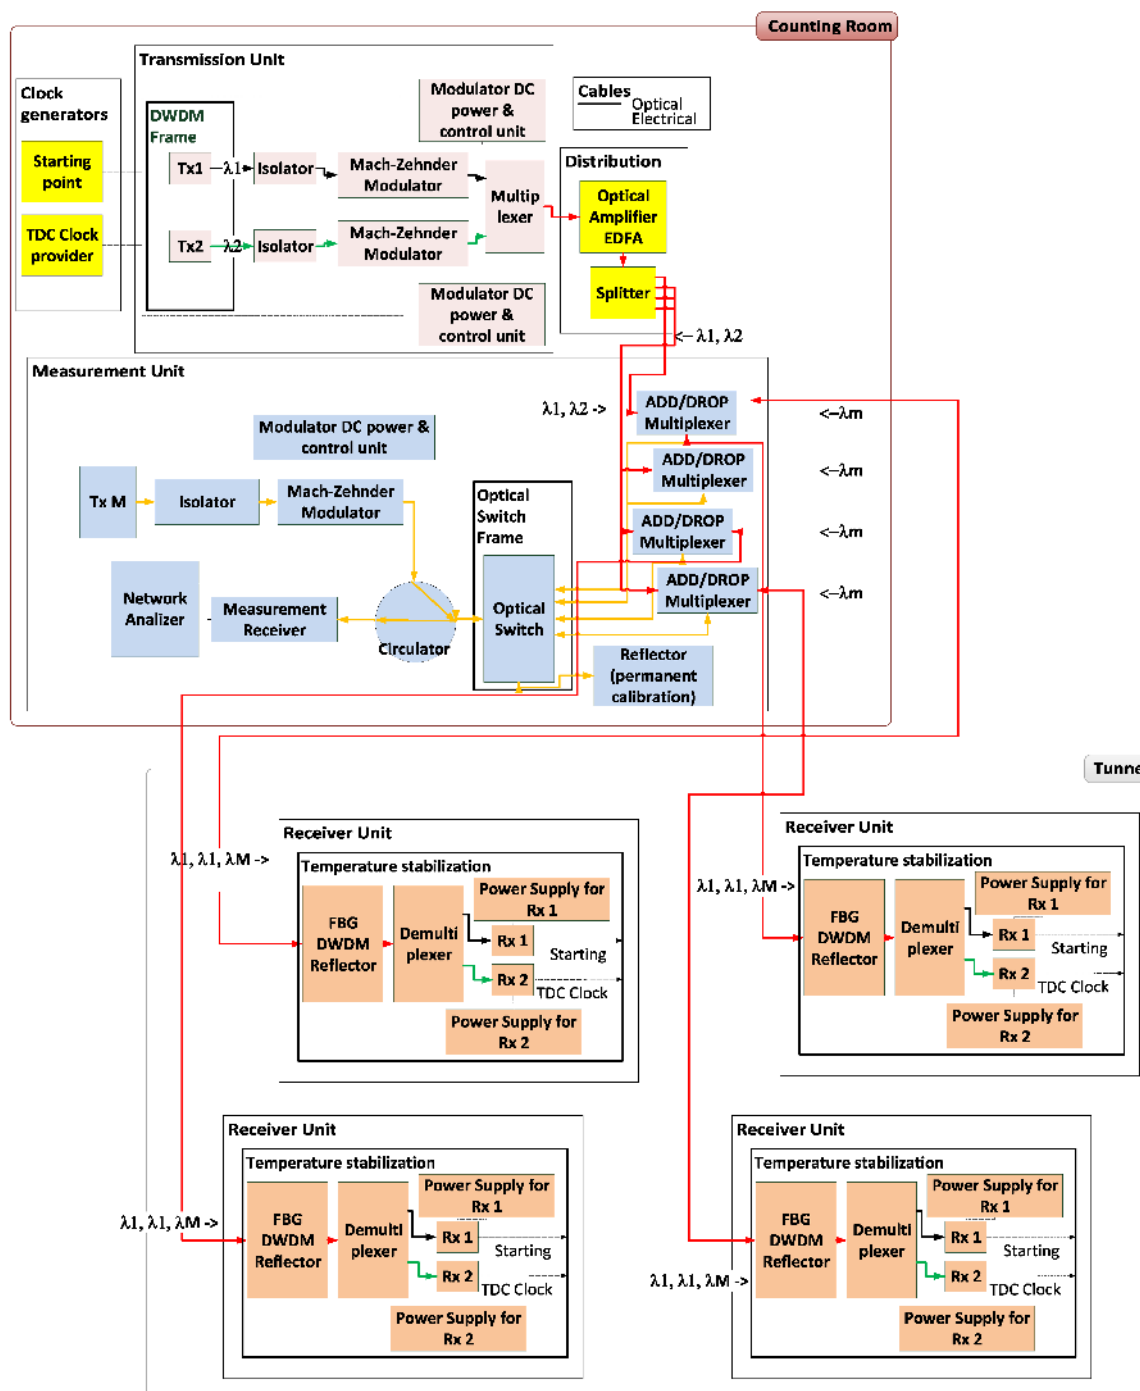 Counting Room
Transmission Unit
Clock
generators
Starting
point
TDC Clock
provider
DWDM
Frame
Tx1
λ1
Isolator
Mach-Zehnder
Modulator
Modulator DC
power &
control unit
Multip
lexer
Tx2
λ2
Isolator
Mach-Zehnder
Modulator
Modulator DC
power &
control unit
Cables
Optical
Electrical
Distribution
Optical
Amplifier
EDFA
Splitter
<– λ1, λ2
Measurement Unit
λ1, λ2 ->
Modulator DC power &
control unit
Tx M
Isolator
Mach-Zehnder
Modulator
Optical
Switch
Frame
Network
Analizer
Measurement
Receiver
Circulator
Optical
Switch
ADD/DROP
Multiplexer
<–λm
ADD/DROP
Multiplexer
<–λm
ADD/DROP
Multiplexer
<–λm
ADD/DROP
Multiplexer
<–λm
Reflector
(permanent
calibration)
Tunne
Receiver Unit
λ1, λ1, λM ->
Temperature stabilization
Power Supply for
Rx 1
FBG
DWDM
Reflector
Demulti
plexer
Rx 1
Starting
Rx 2
TDC Clock
Power Supply for
Rx 2
Receiver Unit
Temperature stabilization
λ1, λ1, λM ->
Power Supply for
Rx 1
FBG
DWDM
Reflector
Demulti
plexer
Rx 1
Starting
Rx 2
TDC Clock
Power Supply for
Rx 2
Receiver Unit
Temperature stabilization
λ1, λ1, λM ->
Power Supply for
Rx 1
FBG
DWDM
Reflector
Demulti
plexer
Rx 1
Starting
Rx 2
TDC Clock
Power Supply for
Rx 2
Receiver Unit
Temperature stabilization
Power Supply for
Rx 1
FBG
DWDM
Reflector
Demulti
plexer
Rx 1
Starting
λ1, λ1, λM ->
Rx 2
TDC Clock
Power Supply for
Rx 2